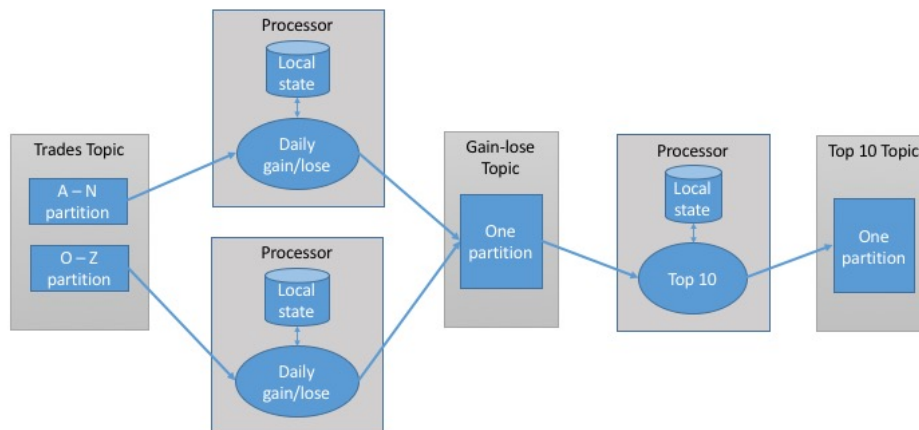 Trades Topic
A – N
partition
O – Z
partition
Processor
Local
state
Daily
gain/lose
Processor
Local
state
Daily
gain/lose
Gain-lose
Topic
One
partition
Processor
Local
state
Top 10
Top 10 Topic
One
partition